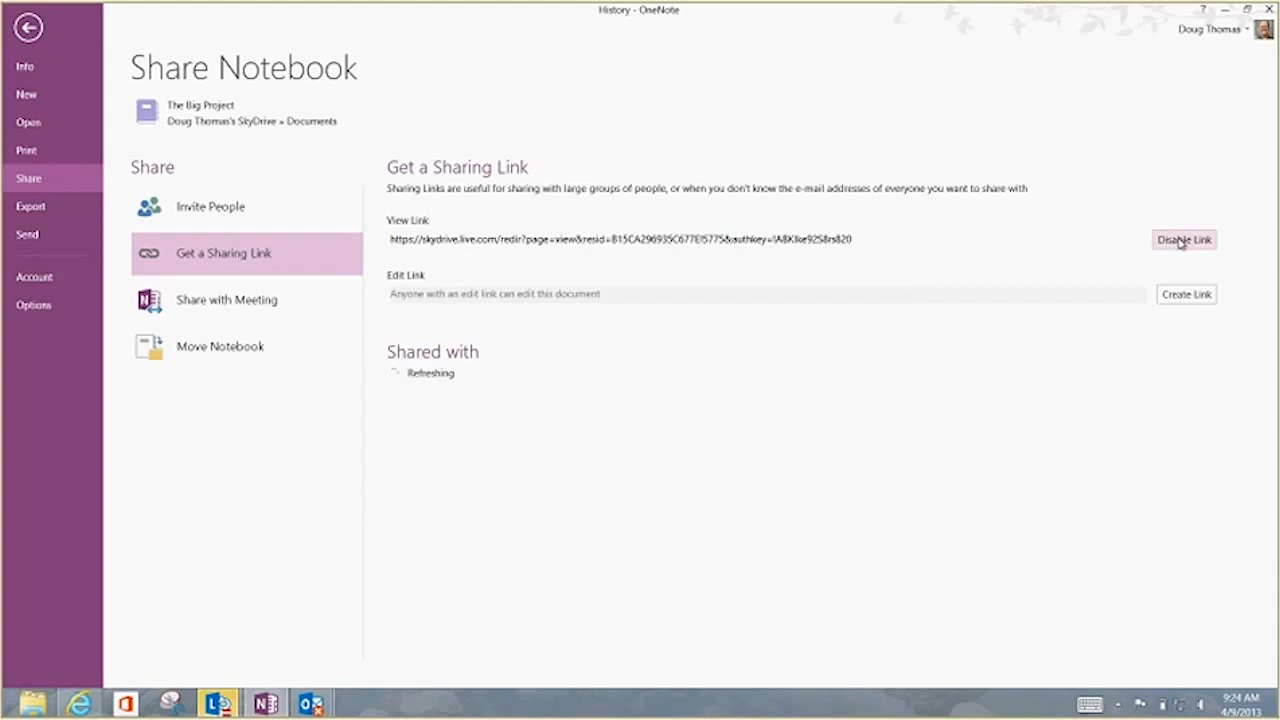 History - OneNote
?
Doug Thomas
Info
New
Open
Print
Share
Export
Send
Account
Options
Share Notebook
The Big Project
Doug Thomas's SkyDrive » Documents
Share
Invite People
Get a Sharing Link
Share with Meeting
Move Notebook
Get a Sharing Link
Sharing Links are useful for sharing with large groups of people, or when you don't know the e-mail addresses of everyone you want to share with
View Link
Disable Link
Edit Link
Anyone with an edit link can edit this document
Create Link
Shared with
Refreshing
9:24 AM
4/9/2013